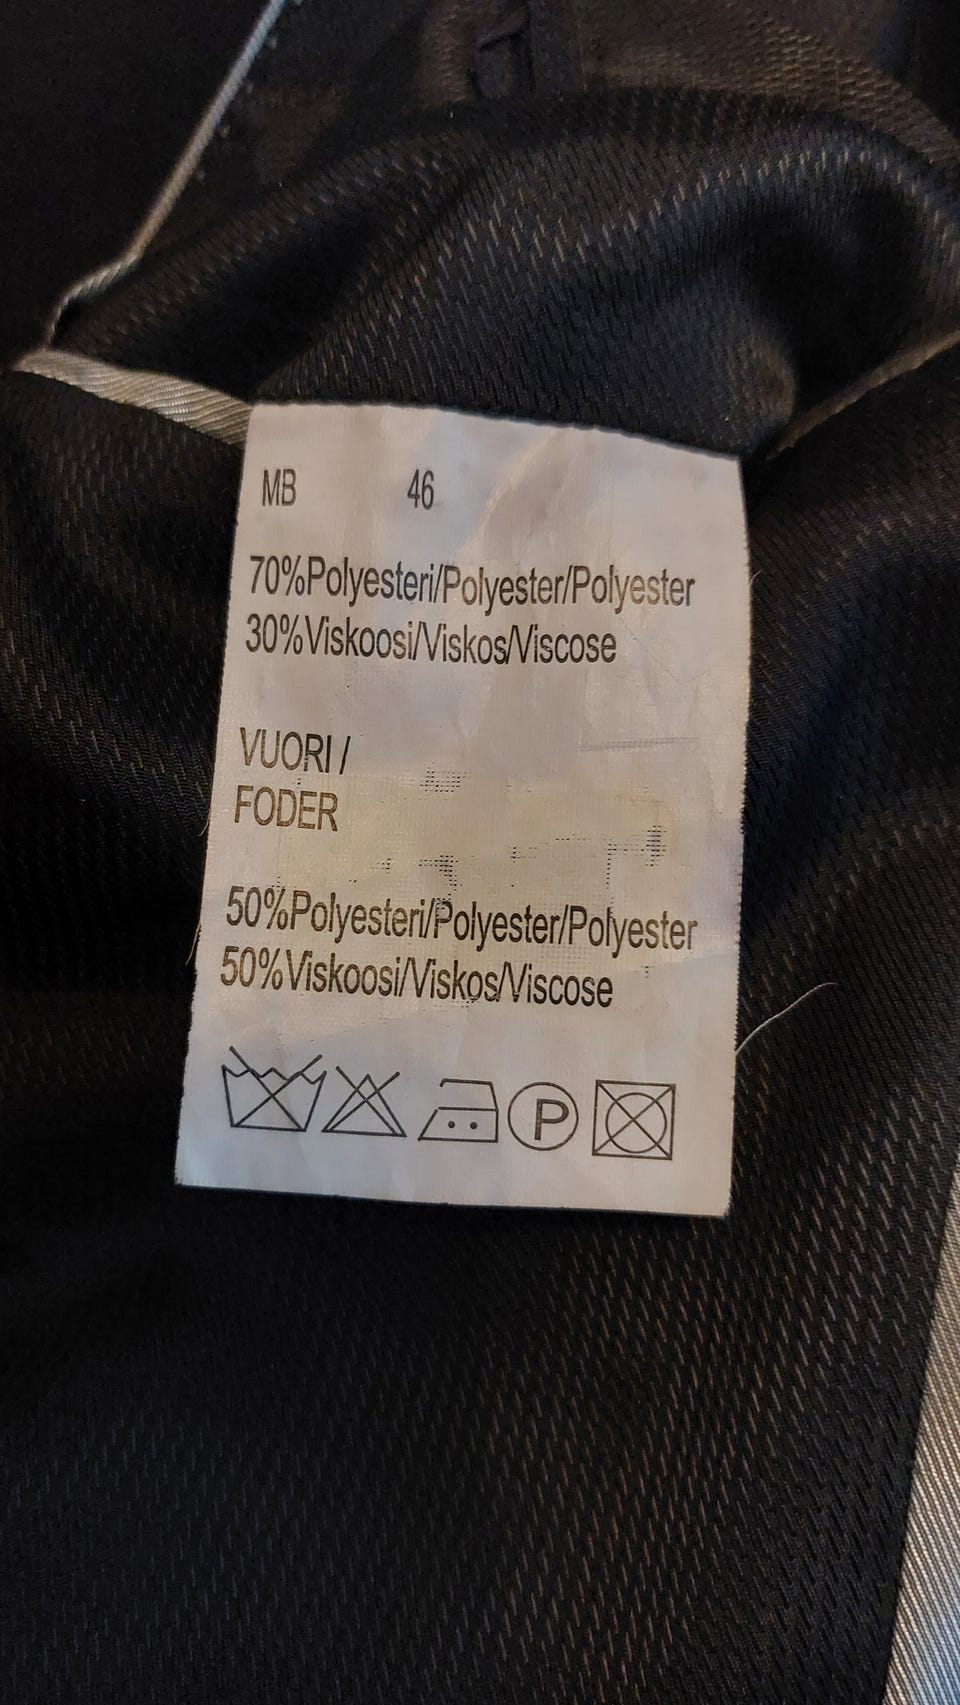 MB 46
70%Polyesteri/Polyester/Polyester
30%Viskoosi/Viskos/Viscose
VUORI /
FODER
50%Polyesteri/Polyester/Polyester
50%Viskoosi/Viskos/Viscose
P